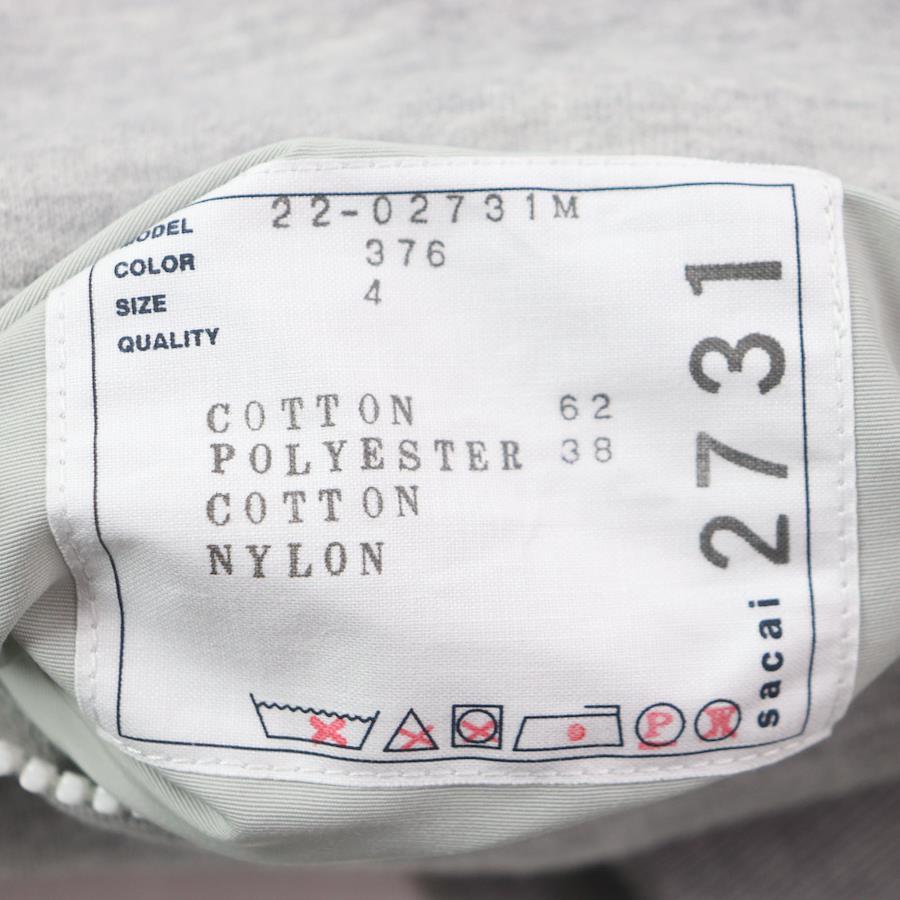 MODEL 22-02731M
COLOR 376
SIZE 4
QUALITY
COTTON 62
POLYESTER 38
COTTON
NYLON
P
W
sacai 2731